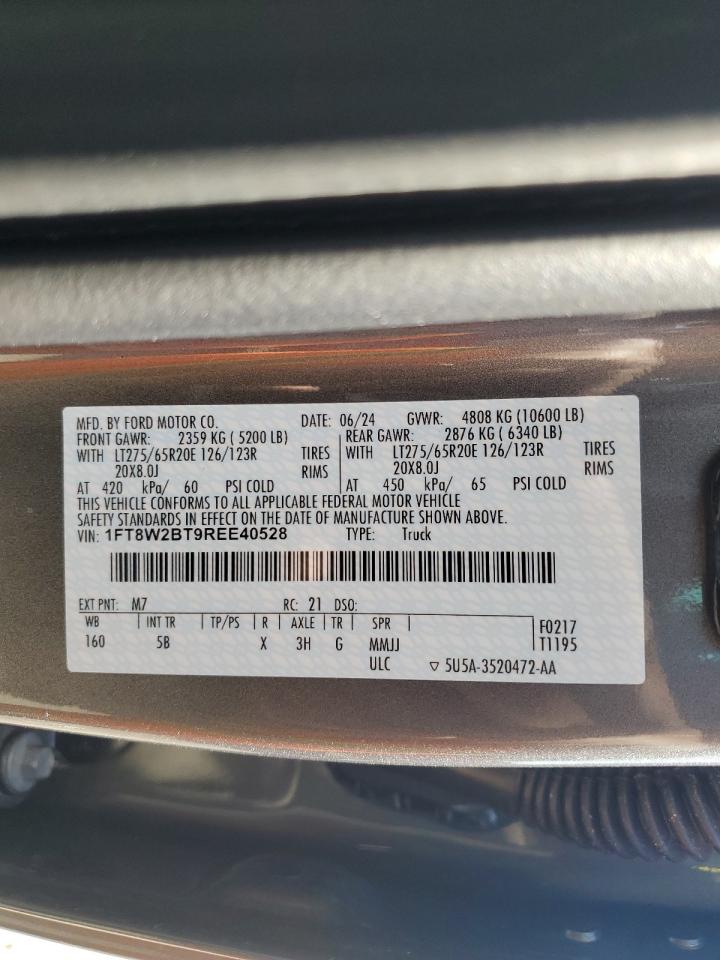 MFD. BY FORD MOTOR CO. DATE: 06/24 GVWR: 4808 KG (10600 LB)
FRONT GAWR: 2359 KG ( 5200 LB) REAR GAWR: 2876 KG ( 6340 LB)
WITH LT275/65R20E 126/123R TIRES WITH LT275/65R20E 126/123R TIRES
20X8.0J RIMS 20X8.0J RIMS
AT 420 kPa/ 60 PSI COLD AT 450 kPa/ 65 PSI COLD
THIS VEHICLE CONFORMS TO ALL APPLICABLE FEDERAL MOTOR VEHICLE
SAFETY STANDARDS IN EFFECT ON THE DATE OF MANUFACTURE SHOWN ABOVE.
VIN: 1FT8W2BT9REE40528 TYPE: Truck
EXT PNT: M7 RC: 21 DSO:
WB INT TR TP/PS R AXLE TR SPR F0217
160 5B X 3H G MMJJ T1195
ULC ▽ 5U5A-3520472-AA